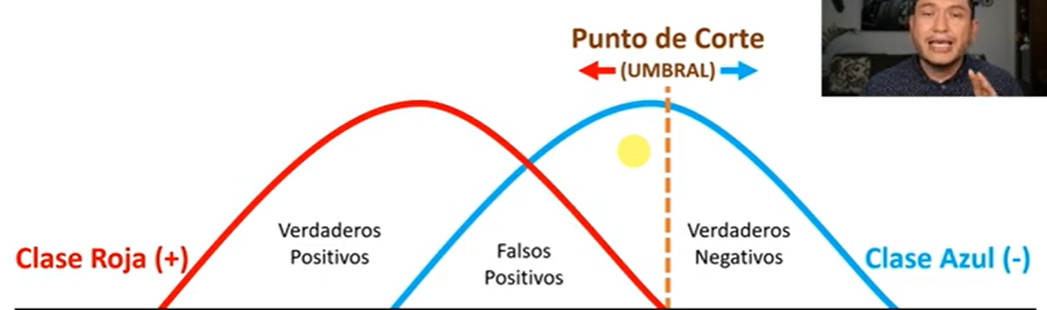 Punto de Corte
(UMBRAL)
Verdaderos
Positivos
Falsos
Positivos
Verdaderos
Negativos
Clase Roja (+)
Clase Azul (-)